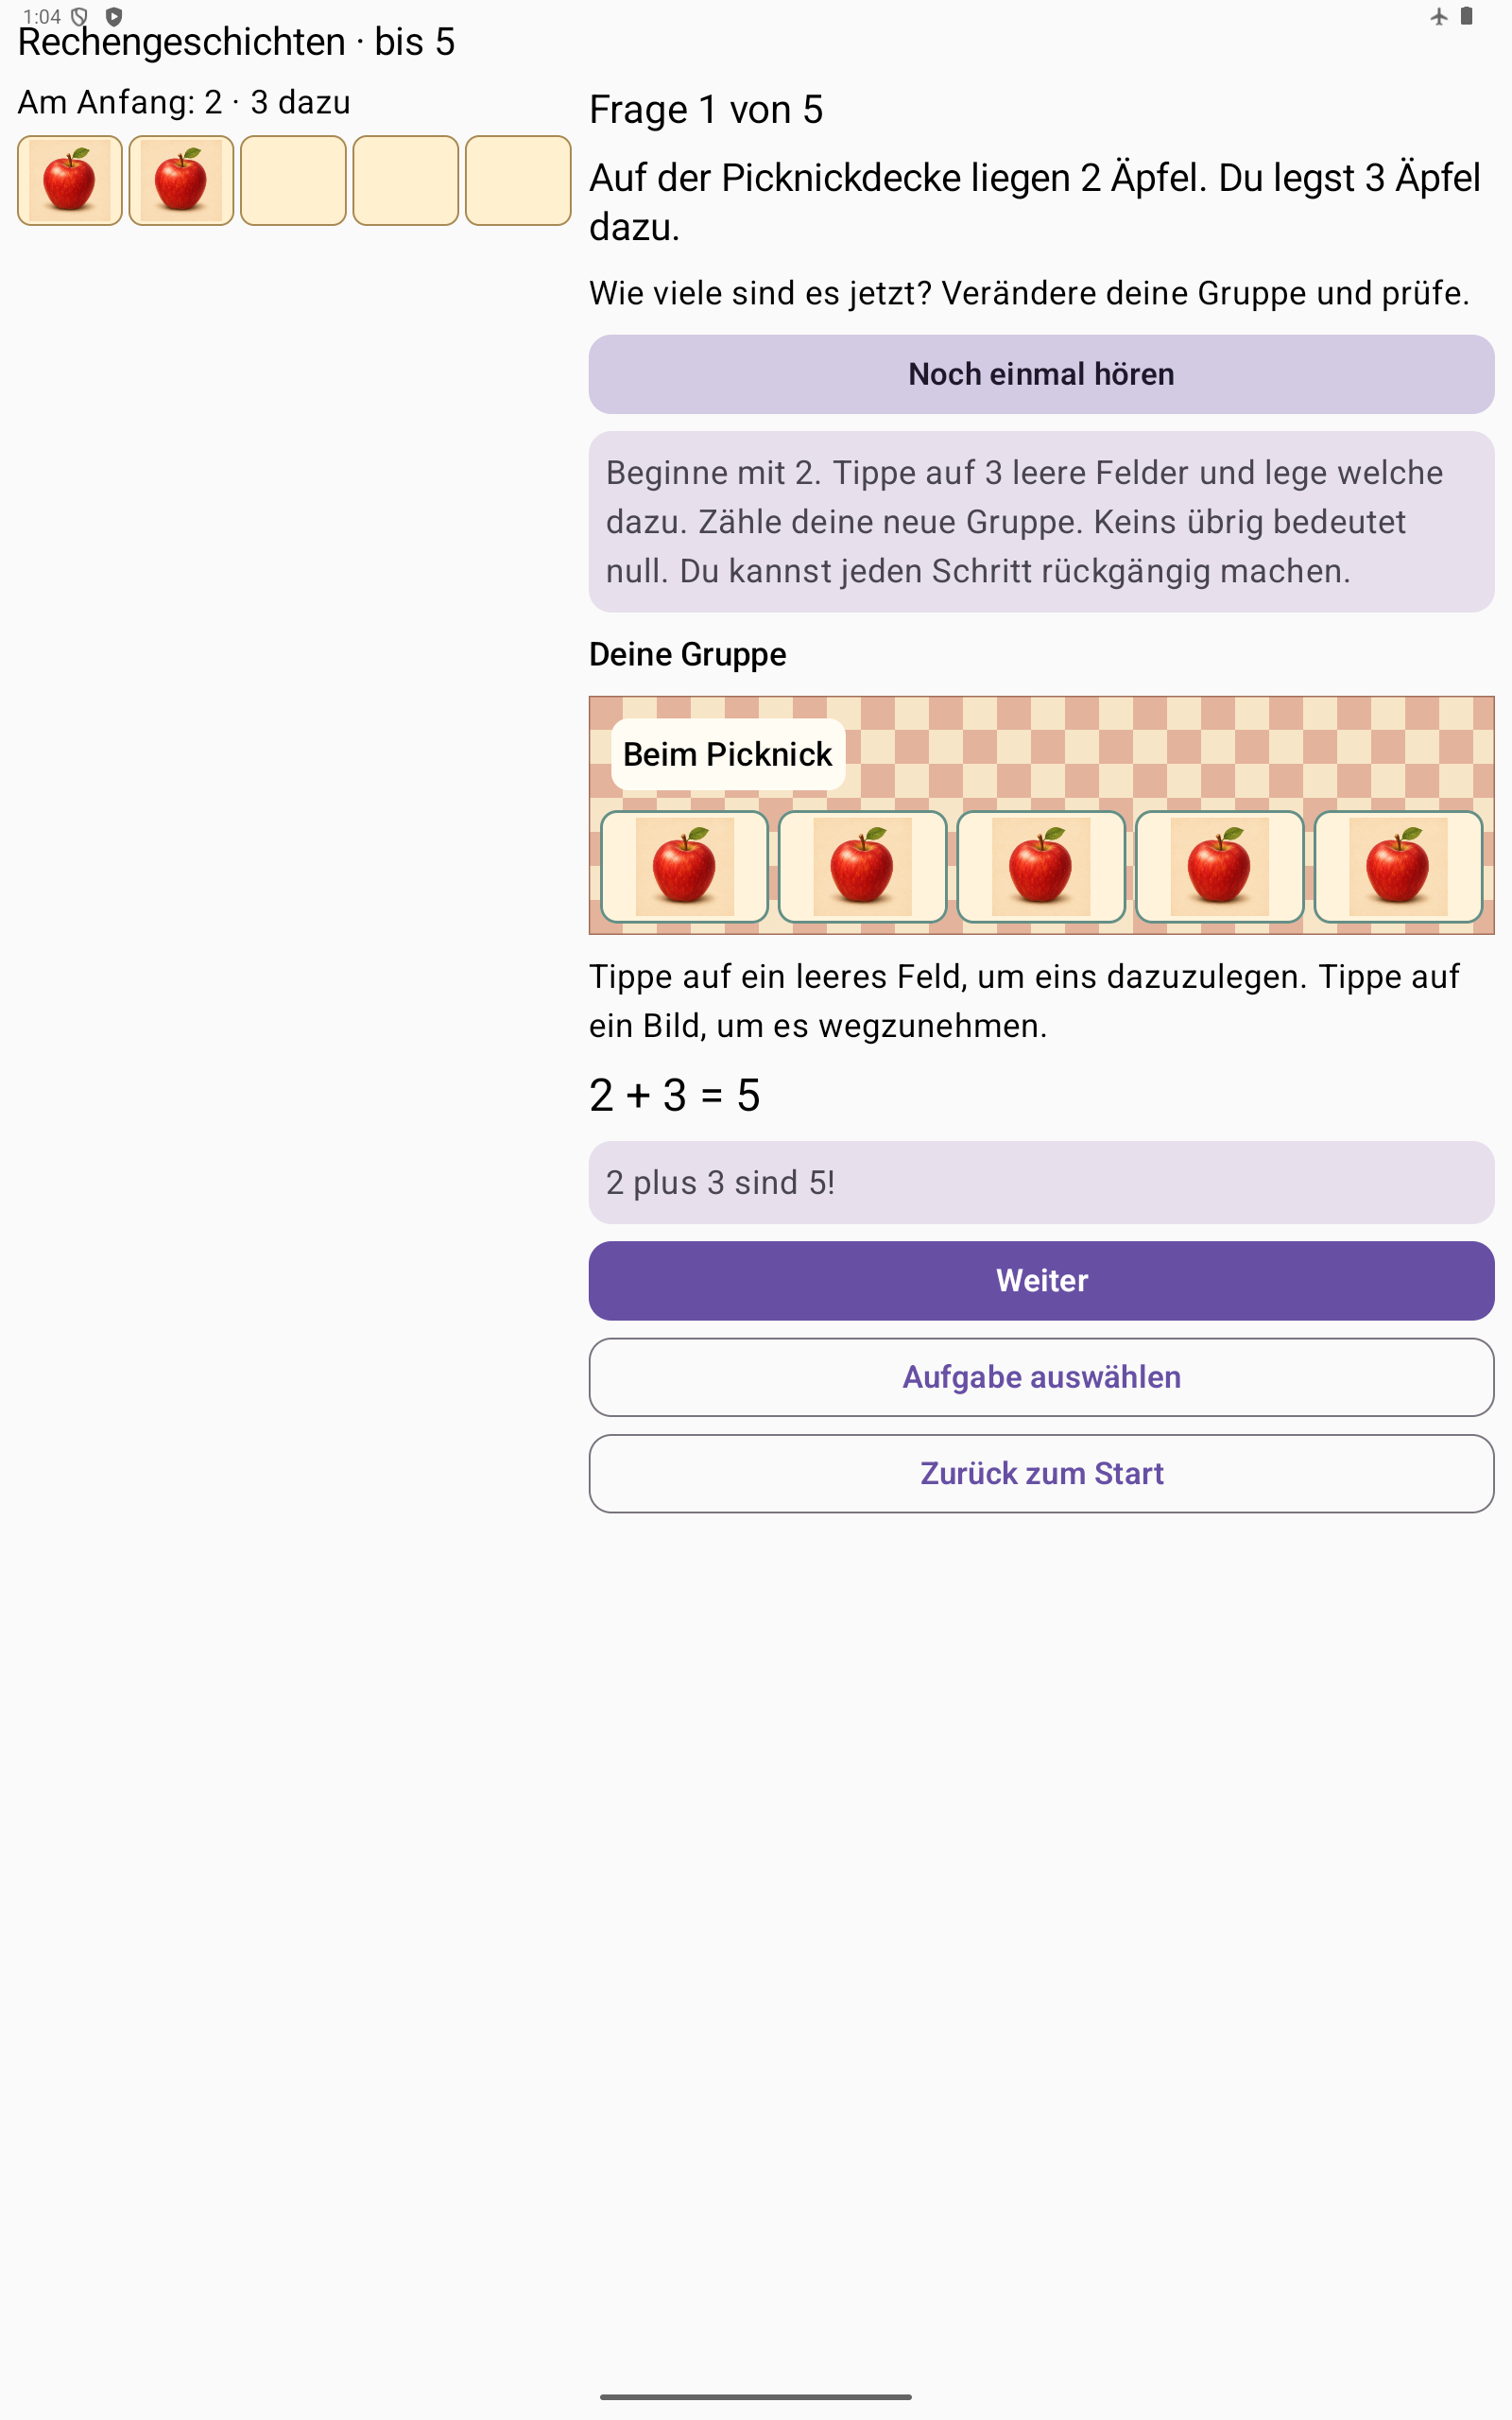 1:04
Rechengeschichten · bis 5
Am Anfang: 2 · 3 dazu
Frage 1 von 5
Auf der Picknickdecke liegen 2 Äpfel. Du legst 3 Äpfel
dazu.
Wie viele sind es jetzt? Verändere deine Gruppe und prüfe.
Noch einmal hören
Beginne mit 2. Tippe auf 3 leere Felder und lege welche
dazu. Zähle deine neue Gruppe. Keins übrig bedeutet
null. Du kannst jeden Schritt rückgängig machen.
Deine Gruppe
Beim Picknick
Tippe auf ein leeres Feld, um eins dazuzulegen. Tippe auf
ein Bild, um es wegzunehmen.
2 + 3 = 5
2 plus 3 sind 5!
Weiter
Aufgabe auswählen
Zurück zum Start